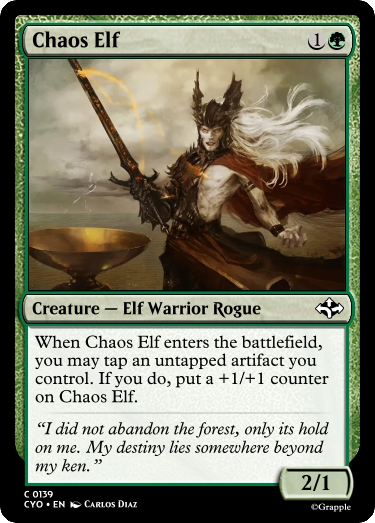 Chaos Elf 1
Creature — Elf Warrior Rogue
When Chaos Elf enters the battlefield,
you may tap an untapped artifact you
control. If you do, put a +1/+1 counter
on Chaos Elf.
“I did not abandon the forest, only its hold
on me. My destiny lies somewhere beyond
my ken.”
2/1
C 0139
CYO • EN Carlos Diaz
©Grapple